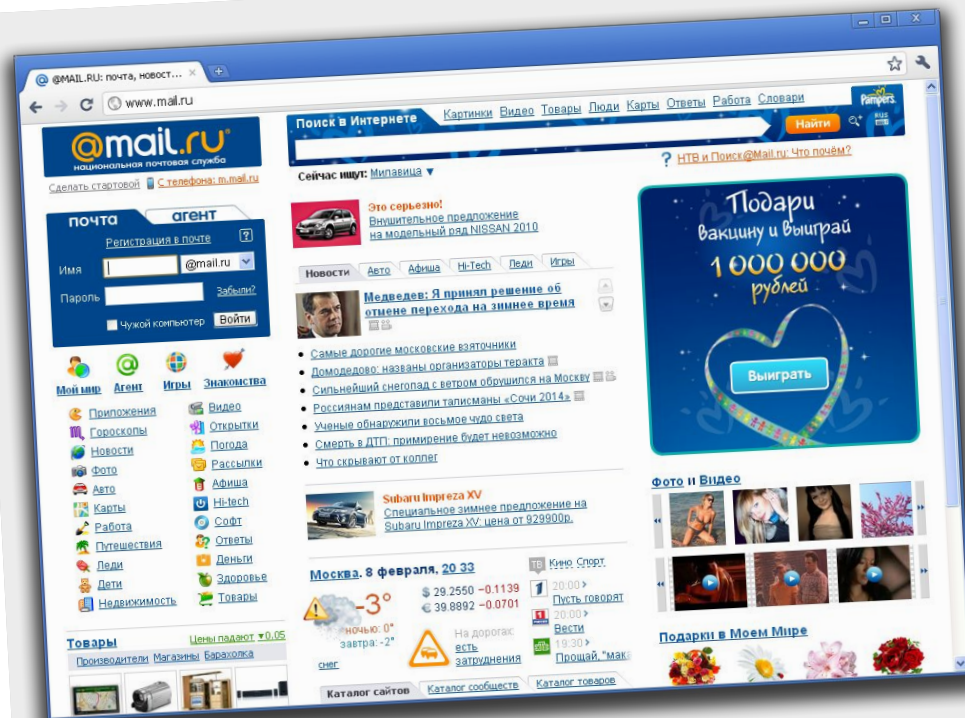 @MAIL.RU: почта, новост...
www.mail.ru
@mail.ru
национальная почтовая служба
Сделать стартовой С телефона: m.mail.ru
почта агент
Регистрация в почте ?
Имя @mail.ru
Пароль Забыли?
Чужой компьютер Войти
Мой мир Агент Игры Знакомства
Приложения Видео
Гороскопы Открытки
Новости Погода
Фото Рассылки
Авто Афиша
Карты Hi-tech
Работа Софт
Путешествия Ответы
Леди Деньги
Дети Здоровье
Недвижимость Товары
Товары Цены падают ▼0.05
Производители Магазины Барахолка
Поиск в Интернете Картинки Видео Товары Люди Карты Ответы Работа Словари
Pampers
Найти
Сейчас ищут: Милавица ▼
? НТВ и Поиск@Mail.ru: Что почём?
Это серьезно!
Внушительное предложение
на модельный ряд NISSAN 2010
Новости Авто Афиша Hi-Tech Леди Игры
Медведев: Я принял решение об
отмене перехода на зимнее время
Самые дорогие московские взяточники
Домодедово: названы организаторы теракта
Сильнейший снегопад с ветром обрушился на Москву
Россиянам представили талисманы «Сочи 2014»
Ученые обнаружили восьмое чудо света
Смерть в ДТП: примирение будет невозможно
Что скрывают от коллег
Subaru Impreza XV
Специальное зимнее предложение на
Subaru Impreza XV: цена от 929900р.
Москва. 8 февраля, 20 33
-3°
ночью: 0°
завтра: -2°
снег
$ 29.2550 -0.1139
€ 39.8892 -0.0701
На дорогах:
есть
затруднения
ТВ Кино Спорт
20:00
Пусть говорят
20:00
Вести
19:30
Прощай, "мак
Каталог сайтов Каталог сообществ Каталог товаров
Подари
вакцину и выиграй
1 000 000
рублей
Выиграть
Фото и Видео
Подарки в Моем Мире